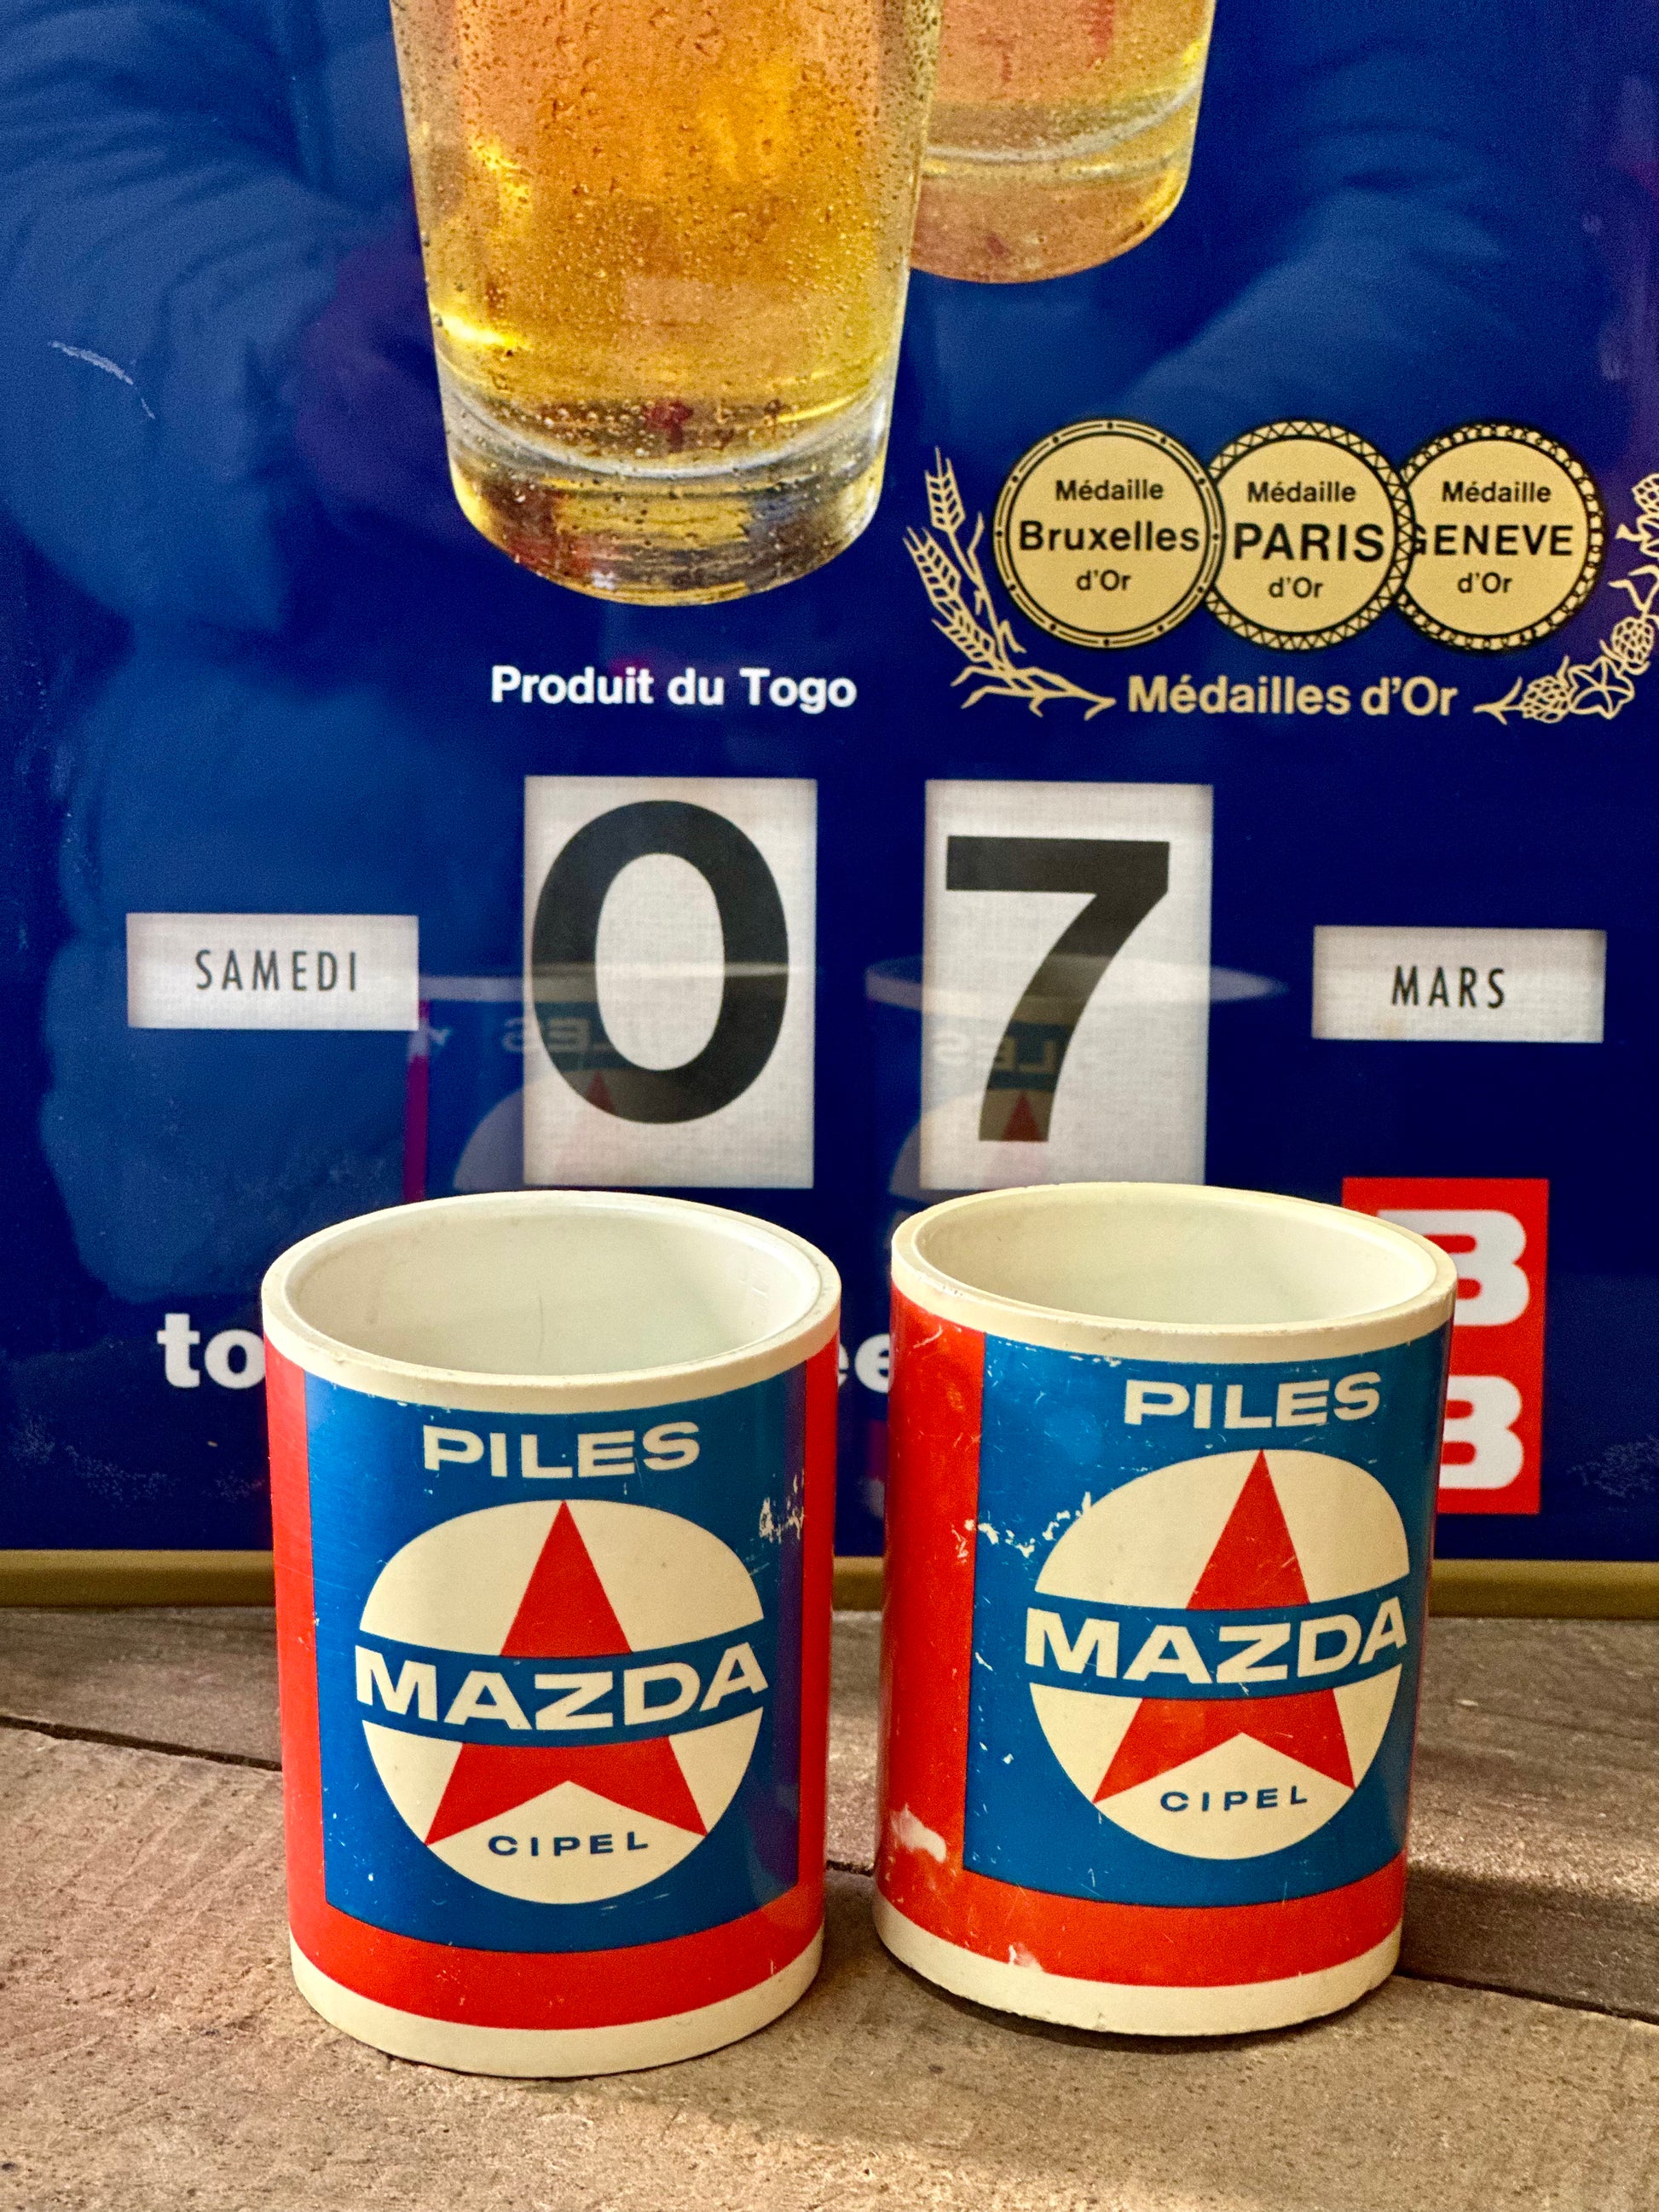 Médaille
Bruxelles
d'Or
Médaille
PARIS
d'Or
Médaille
GENEVE
d'Or
Produit du Togo
Médailles d'Or
SAMEDI
07
MARS
B
B
PILES
MAZDA
CIPEL
PILES
MAZDA
CIPEL